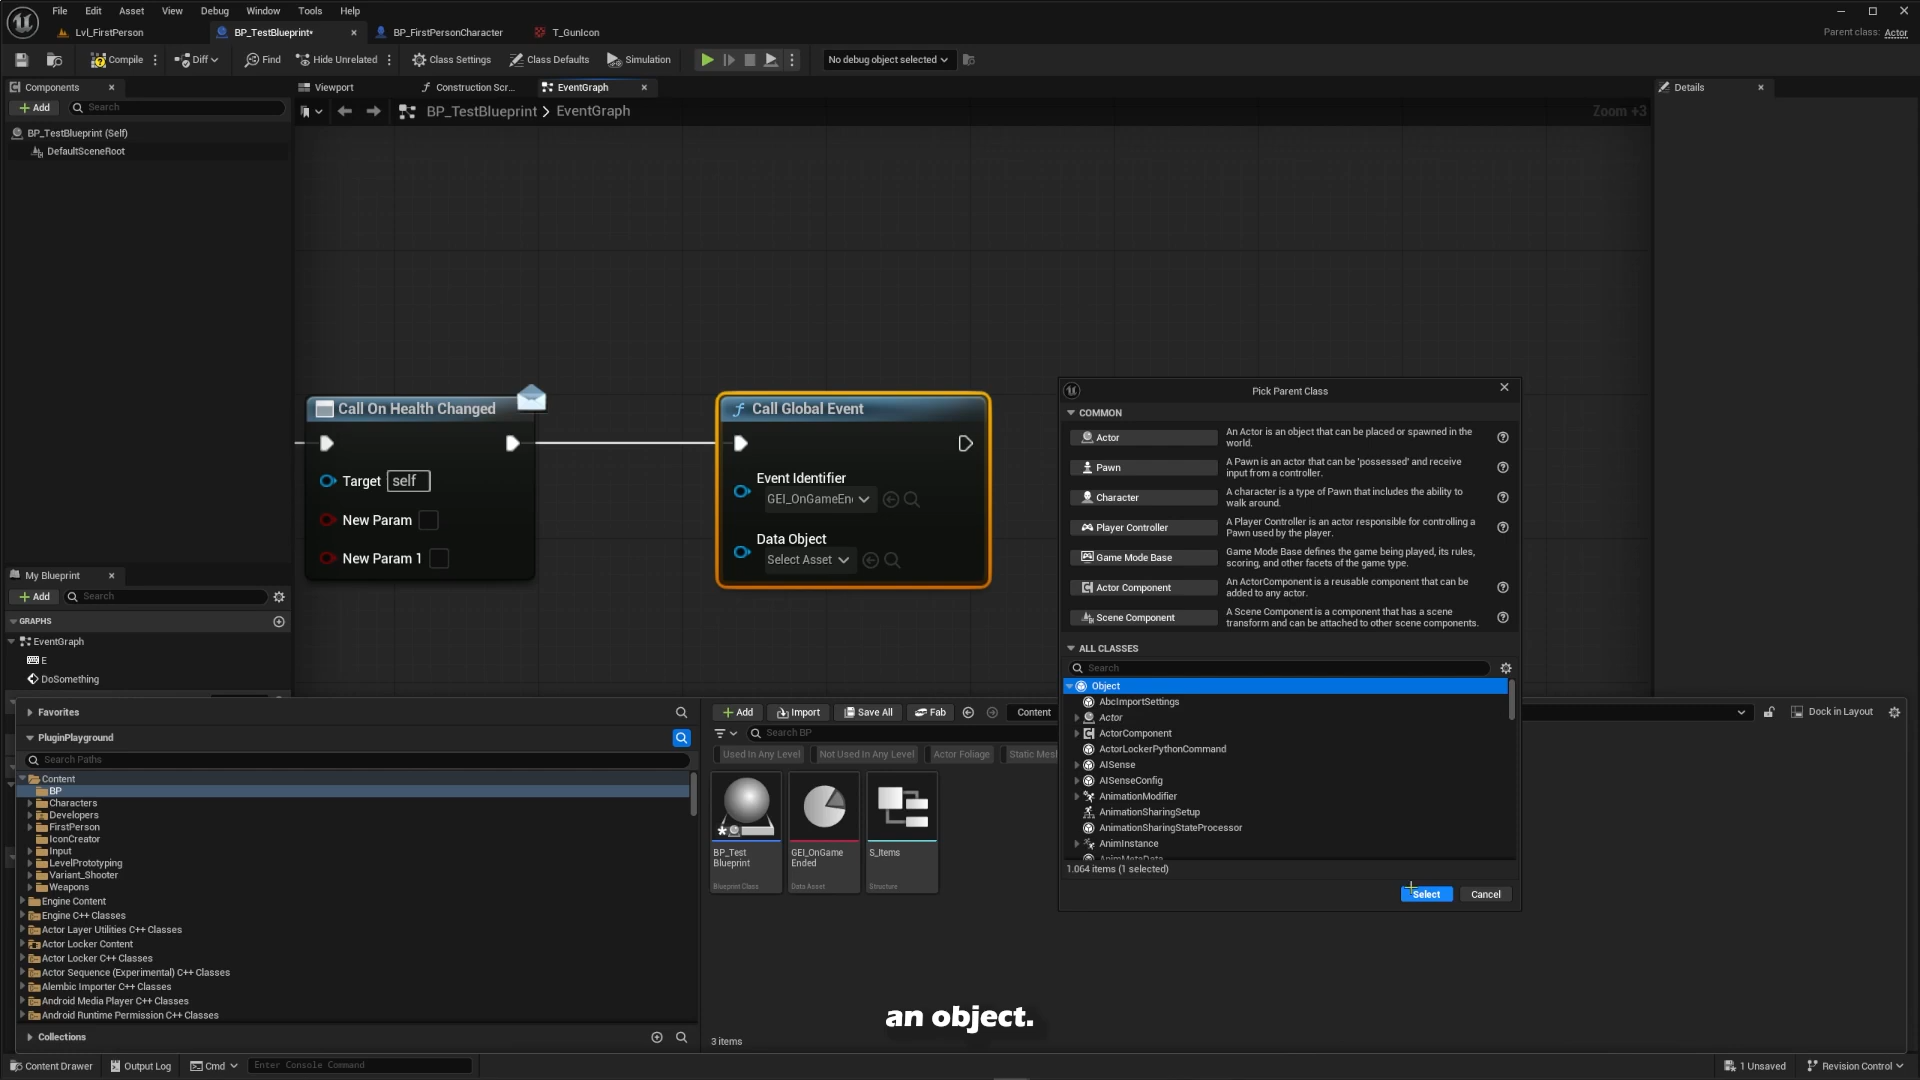 File Edit Asset View Debug Window Tools Help
Lvl_FirstPerson
BP_TestBlueprint*
BP_FirstPersonCharacter
T_GunIcon
Parent class: Actor
Compile
Diff
Find
Hide Unrelated
Class Settings
Class Defaults
Simulation
No debug object selected
Components
Add
Search
BP_TestBlueprint (Self)
DefaultSceneRoot
Viewport
Construction Scr...
EventGraph
BP_TestBlueprint > EventGraph
Zoom +3
Details
Call On Health Changed
Target self
New Param
New Param 1
Call Global Event
Event Identifier
GEI_OnGameEn
Data Object
Select Asset
Pick Parent Class
COMMON
Actor
An Actor is an object that can be placed or spawned in the
world.
Pawn
A Pawn is an actor that can be 'possessed' and receive
input from a controller.
Character
A character is a type of Pawn that includes the ability to
walk around.
Player Controller
A Player Controller is an actor responsible for controlling a
Pawn used by the player.
Game Mode Base
Game Mode Base defines the game being played, its rules,
scoring, and other facets of the game type.
Actor Component
An ActorComponent is a reusable component that can be
added to any actor.
Scene Component
A Scene Component is a component that has a scene
transform and can be attached to other scene components.
ALL CLASSES
Search
Object
AbcImportSettings
Actor
ActorComponent
ActorLockerPythonCommand
AISense
AISenseConfig
AnimationModifier
AnimationSharingSetup
AnimationSharingStateProcessor
AnimInstance
AnimMetaData
1.064 items (1 selected)
Select
Cancel
My Blueprint
Add
Search
GRAPHS
EventGraph
E
DoSomething
Favorites
PluginPlayground
Search Paths
Content
BP
Characters
Developers
FirstPerson
IconCreator
Input
LevelPrototyping
Variant_Shooter
Weapons
Engine Content
Engine C++ Classes
Actor Layer Utilities C++ Classes
Actor Locker Content
Actor Locker C++ Classes
Actor Sequence (Experimental) C++ Classes
Alembic Importer C++ Classes
Android Media Player C++ Classes
Android Runtime Permission C++ Classes
Collections
Add
Import
Save All
Fab
Content
Dock in Layout
Search BP
Used In Any Level
Not Used In Any Level
Actor Foliage
Static Mes
BP_Test
Blueprint
Blueprint Class
GEI_OnGame
Ended
Data Asset
S_Items
Structure
an object.
3 items
Content Drawer
Output Log
Cmd
Enter Console Command
1 Unsaved
Revision Control